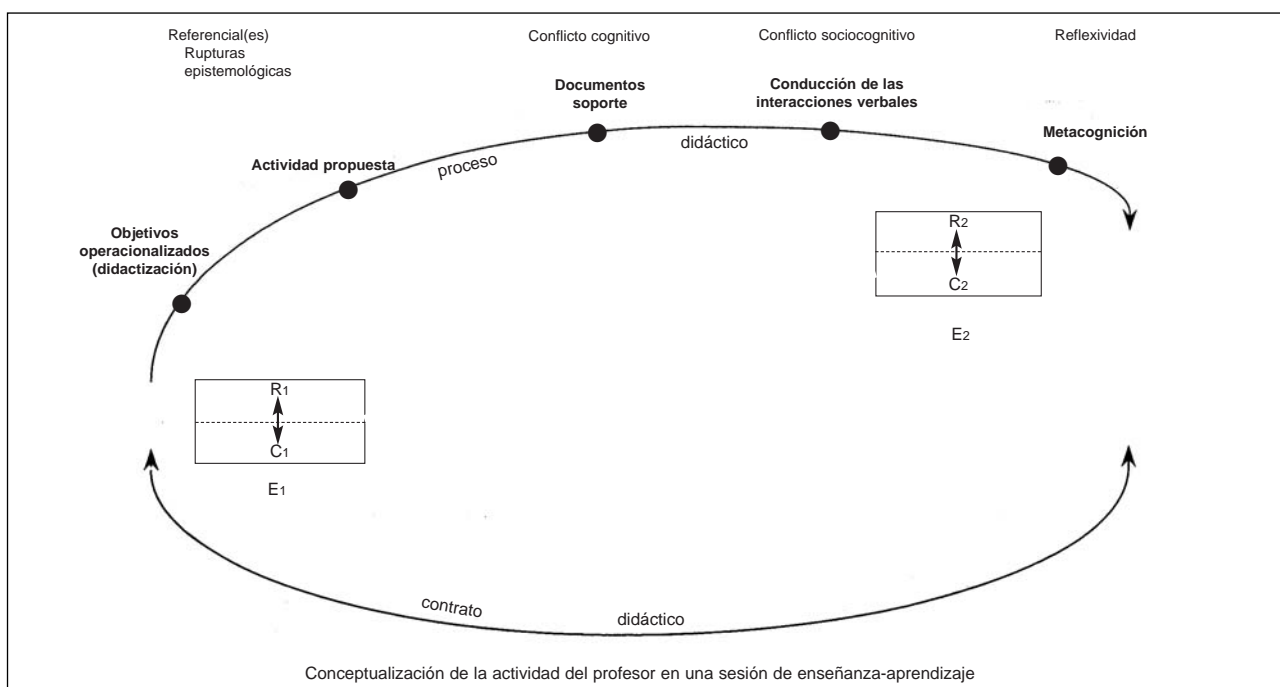 Referencial(es)
Rupturas
epistemológicas
Conflicto cognitivo
Conflicto sociocognitivo
Reflexividad
Documentos
soporte
Conducción de las
interacciones verbales
Metacognición
Actividad propuesta
proceso
didáctico
Objetivos
operacionalizados
(didactización)
R2
C2
E2
R1
C1
E1
contrato
didáctico
Conceptualización de la actividad del profesor en una sesión de enseñanza-aprendizaje